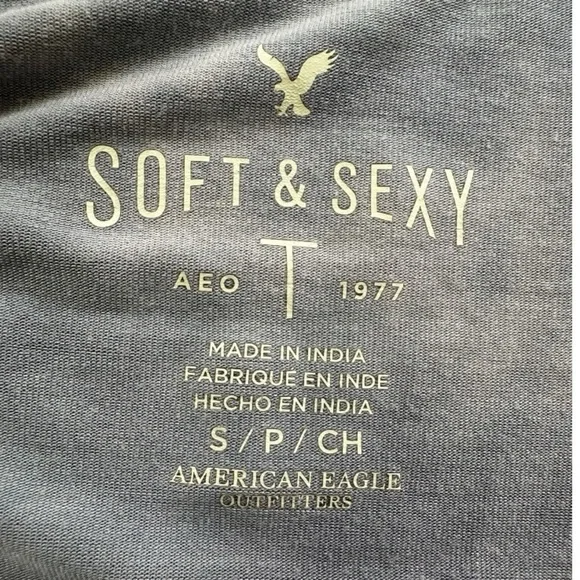 SOFT & SEXY
T
AEO 1977
MADE IN INDIA
FABRIQUE EN INDE
HECHO EN INDIA
S / P / CH
AMERICAN EAGLE
OUTFITTERS